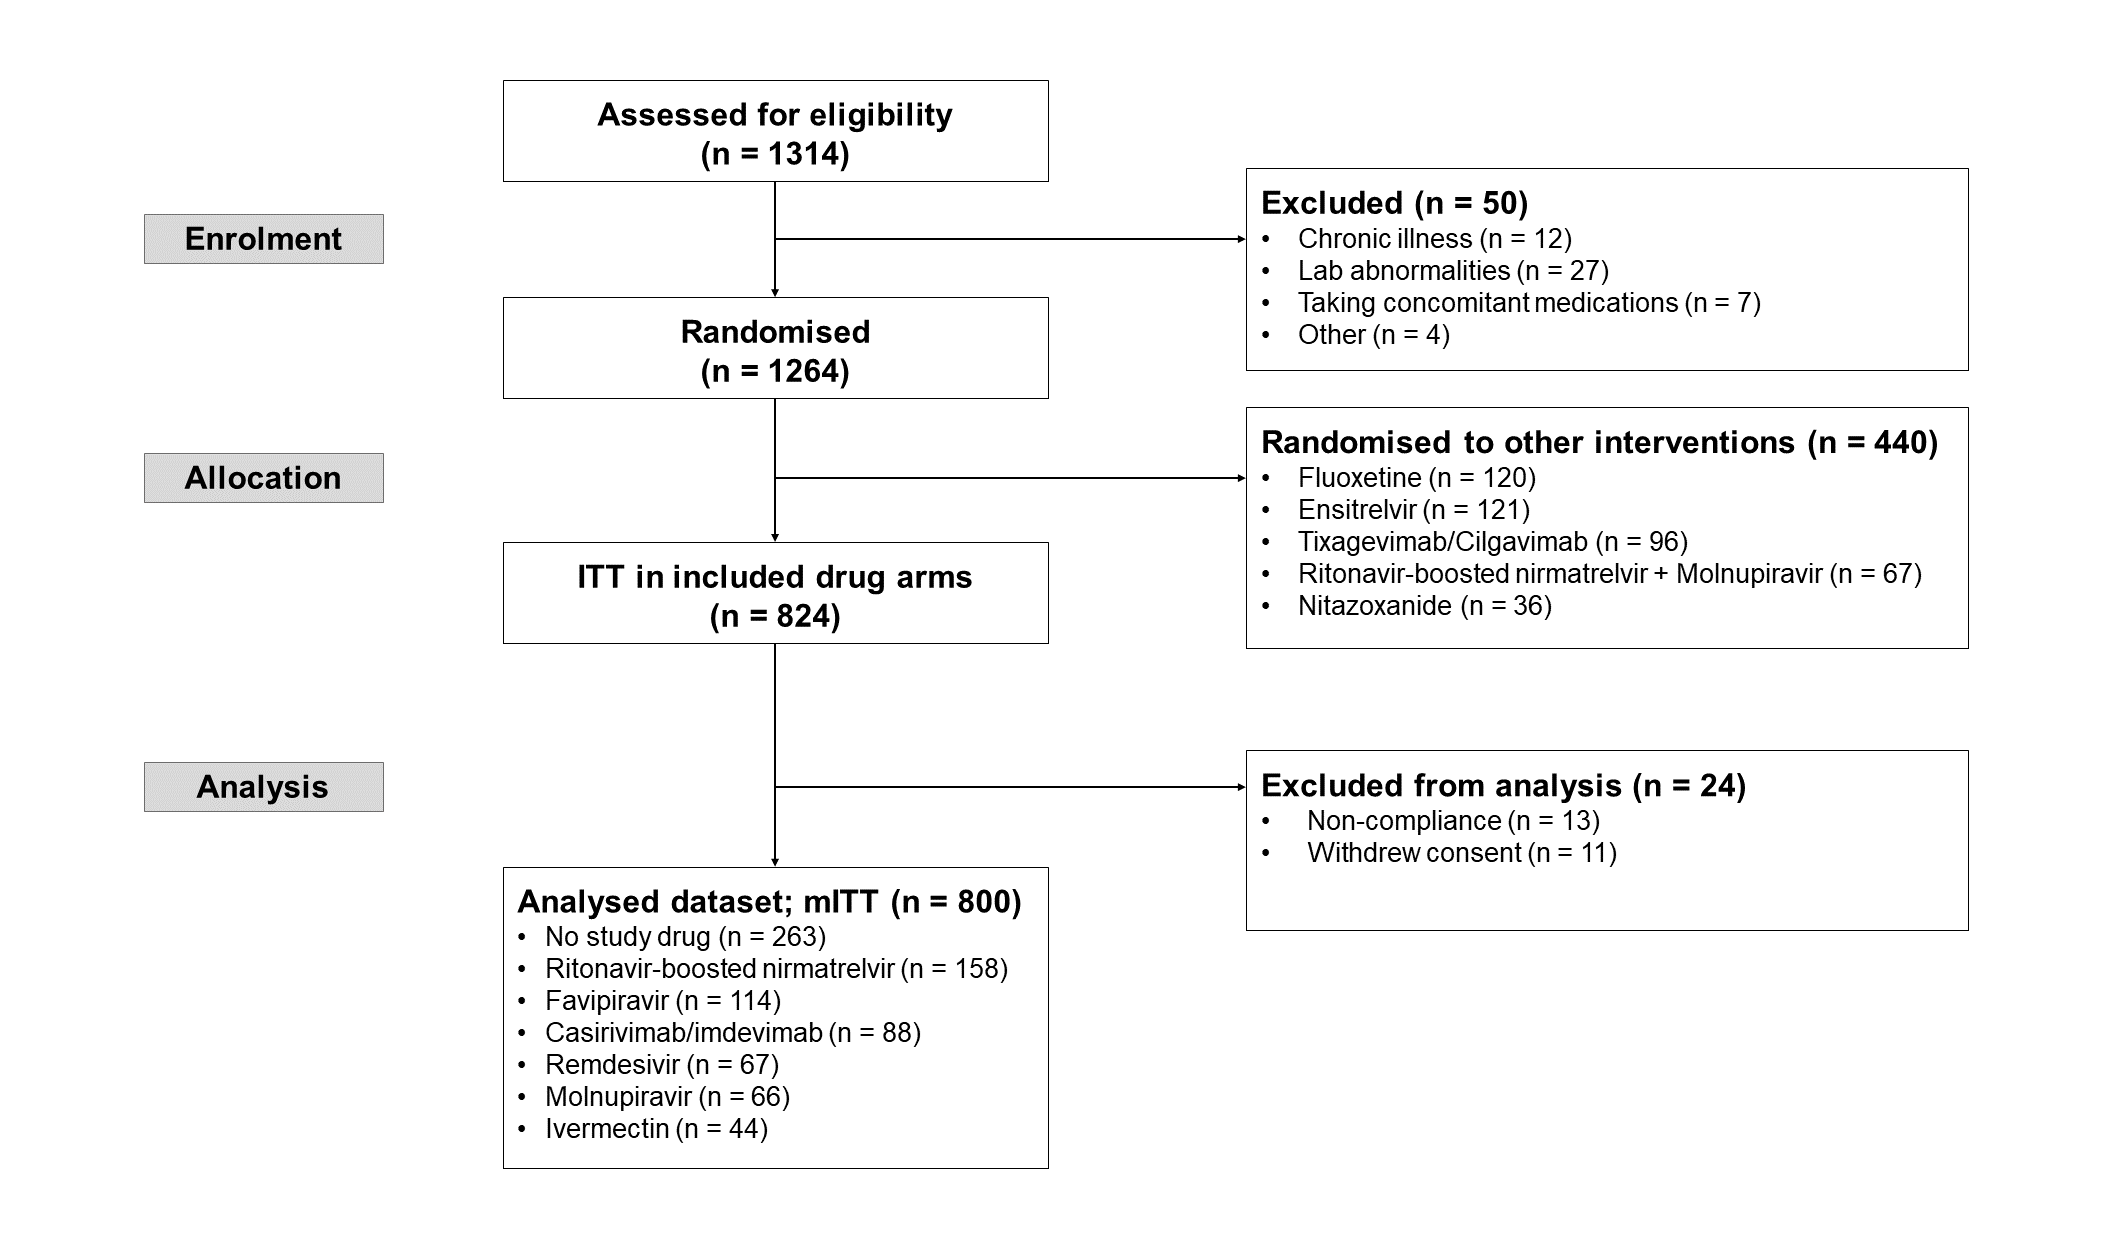 Assessed for eligibility
(n = 1314)
Enrolment
Excluded (n = 50)
• Chronic illness (n = 12)
• Lab abnormalities (n = 27)
• Taking concomitant medications (n = 7)
• Other (n = 4)
Randomised
(n = 1264)
Allocation
Randomised to other interventions (n = 440)
• Fluoxetine (n = 120)
• Ensitrelvir (n = 121)
• Tixagevimab/Cilgavimab (n = 96)
• Ritonavir-boosted nirmatrelvir + Molnupiravir (n = 67)
• Nitazoxanide (n = 36)
ITT in included drug arms
(n = 824)
Analysis
Excluded from analysis (n = 24)
• Non-compliance (n = 13)
• Withdrew consent (n = 11)
Analysed dataset; mITT (n = 800)
• No study drug (n = 263)
• Ritonavir-boosted nirmatrelvir (n = 158)
• Favipiravir (n = 114)
• Casirivimab/imdevimab (n = 88)
• Remdesivir (n = 67)
• Molnupiravir (n = 66)
• Ivermectin (n = 44)